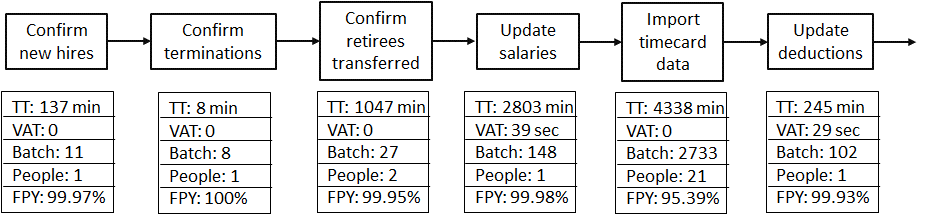 Confirm
new hires
Confirm
terminations
Confirm
retirees
transferred
Update
salaries
Import
timecard
data
Update
deductions
TT: 137 min
VAT: 0
Batch: 11
People: 1
FPY: 99.97%
TT: 8 min
VAT: 0
Batch: 8
People: 1
FPY: 100%
TT: 1047 min
VAT: 0
Batch: 27
People: 2
FPY: 99.95%
TT: 2803 min
VAT: 39 sec
Batch: 148
People: 1
FPY: 99.98%
TT: 4338 min
VAT: 0
Batch: 2733
People: 21
FPY: 95.39%
TT: 245 min
VAT: 29 sec
Batch: 102
People: 1
FPY: 99.93%